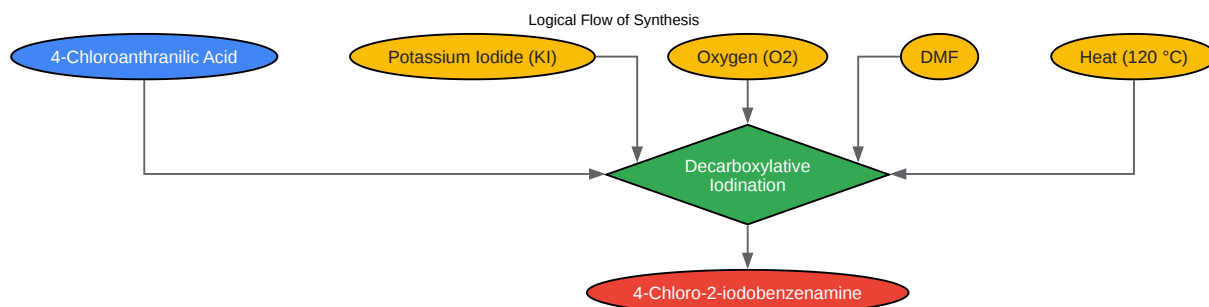 Logical Flow of Synthesis
4-Chloroanthranilic Acid
Potassium Iodide (KI)
Oxygen (O2)
DMF
Heat (120 °C)
Decarboxylative
Iodination
4-Chloro-2-iodobenzenamine